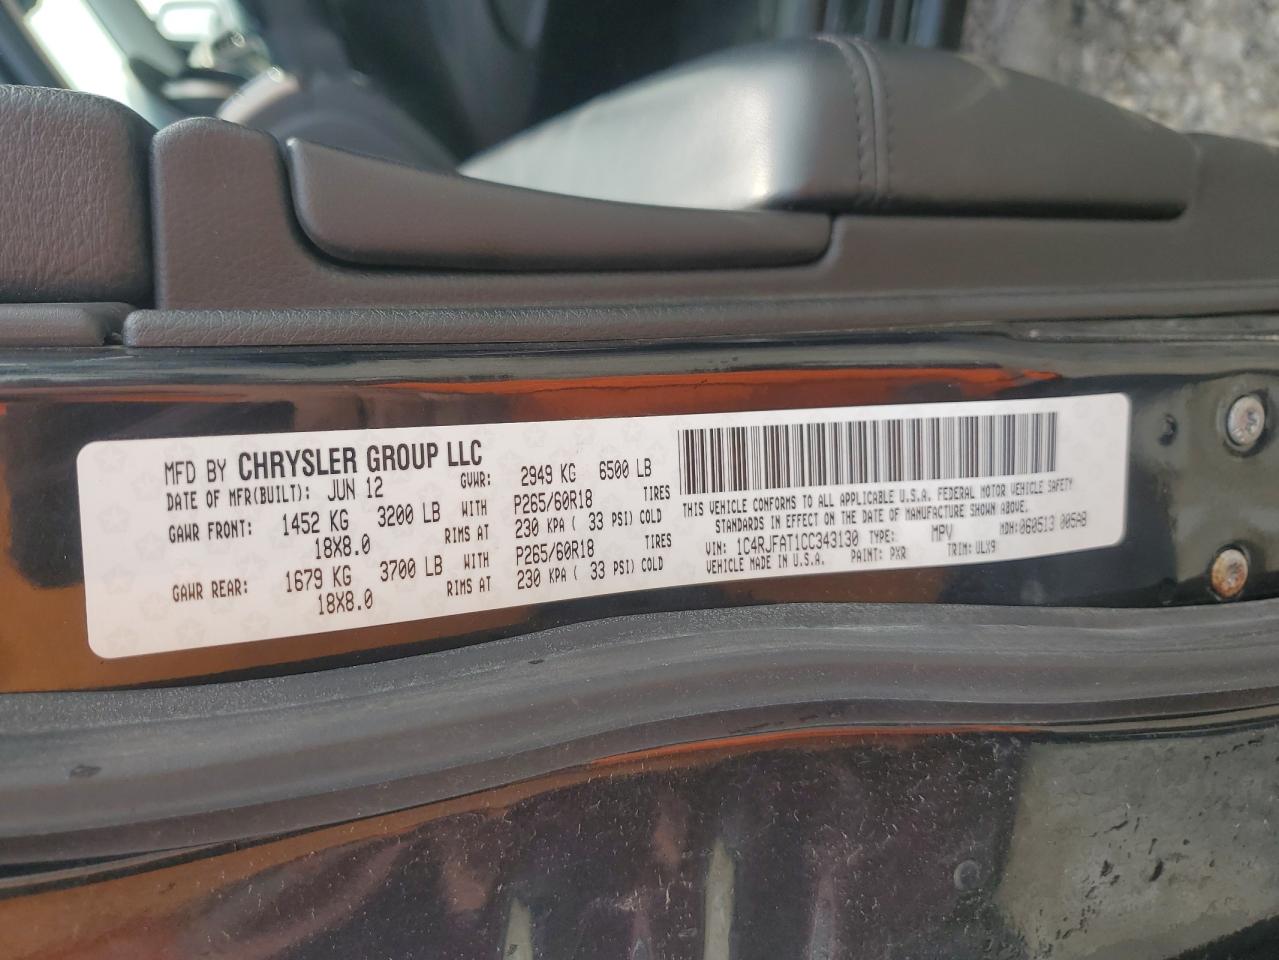 MFD BY CHRYSLER GROUP LLC
DATE OF MFR(BUILT): JUN 12 GVWR: 2949 KG 6500 LB
GAWR FRONT: 1452 KG 3200 LB WITH P265/60R18 TIRES
18X8.0 RIMS AT 230 KPA ( 33 PSI) COLD
GAWR REAR: 1679 KG 3700 LB WITH P265/60R18 TIRES
18X8.0 RIMS AT 230 KPA ( 33 PSI) COLD
THIS VEHICLE CONFORMS TO ALL APPLICABLE U.S.A. FEDERAL MOTOR VEHICLE SAFETY
STANDARDS IN EFFECT ON THE DATE OF MANUFACTURE SHOWN ABOVE.
VIN: 1C4RJFAT1CC343130 TYPE: MPV MDH: 060513 005AB
VEHICLE MADE IN U.S.A. PAINT: PXR TRIM: ULX9